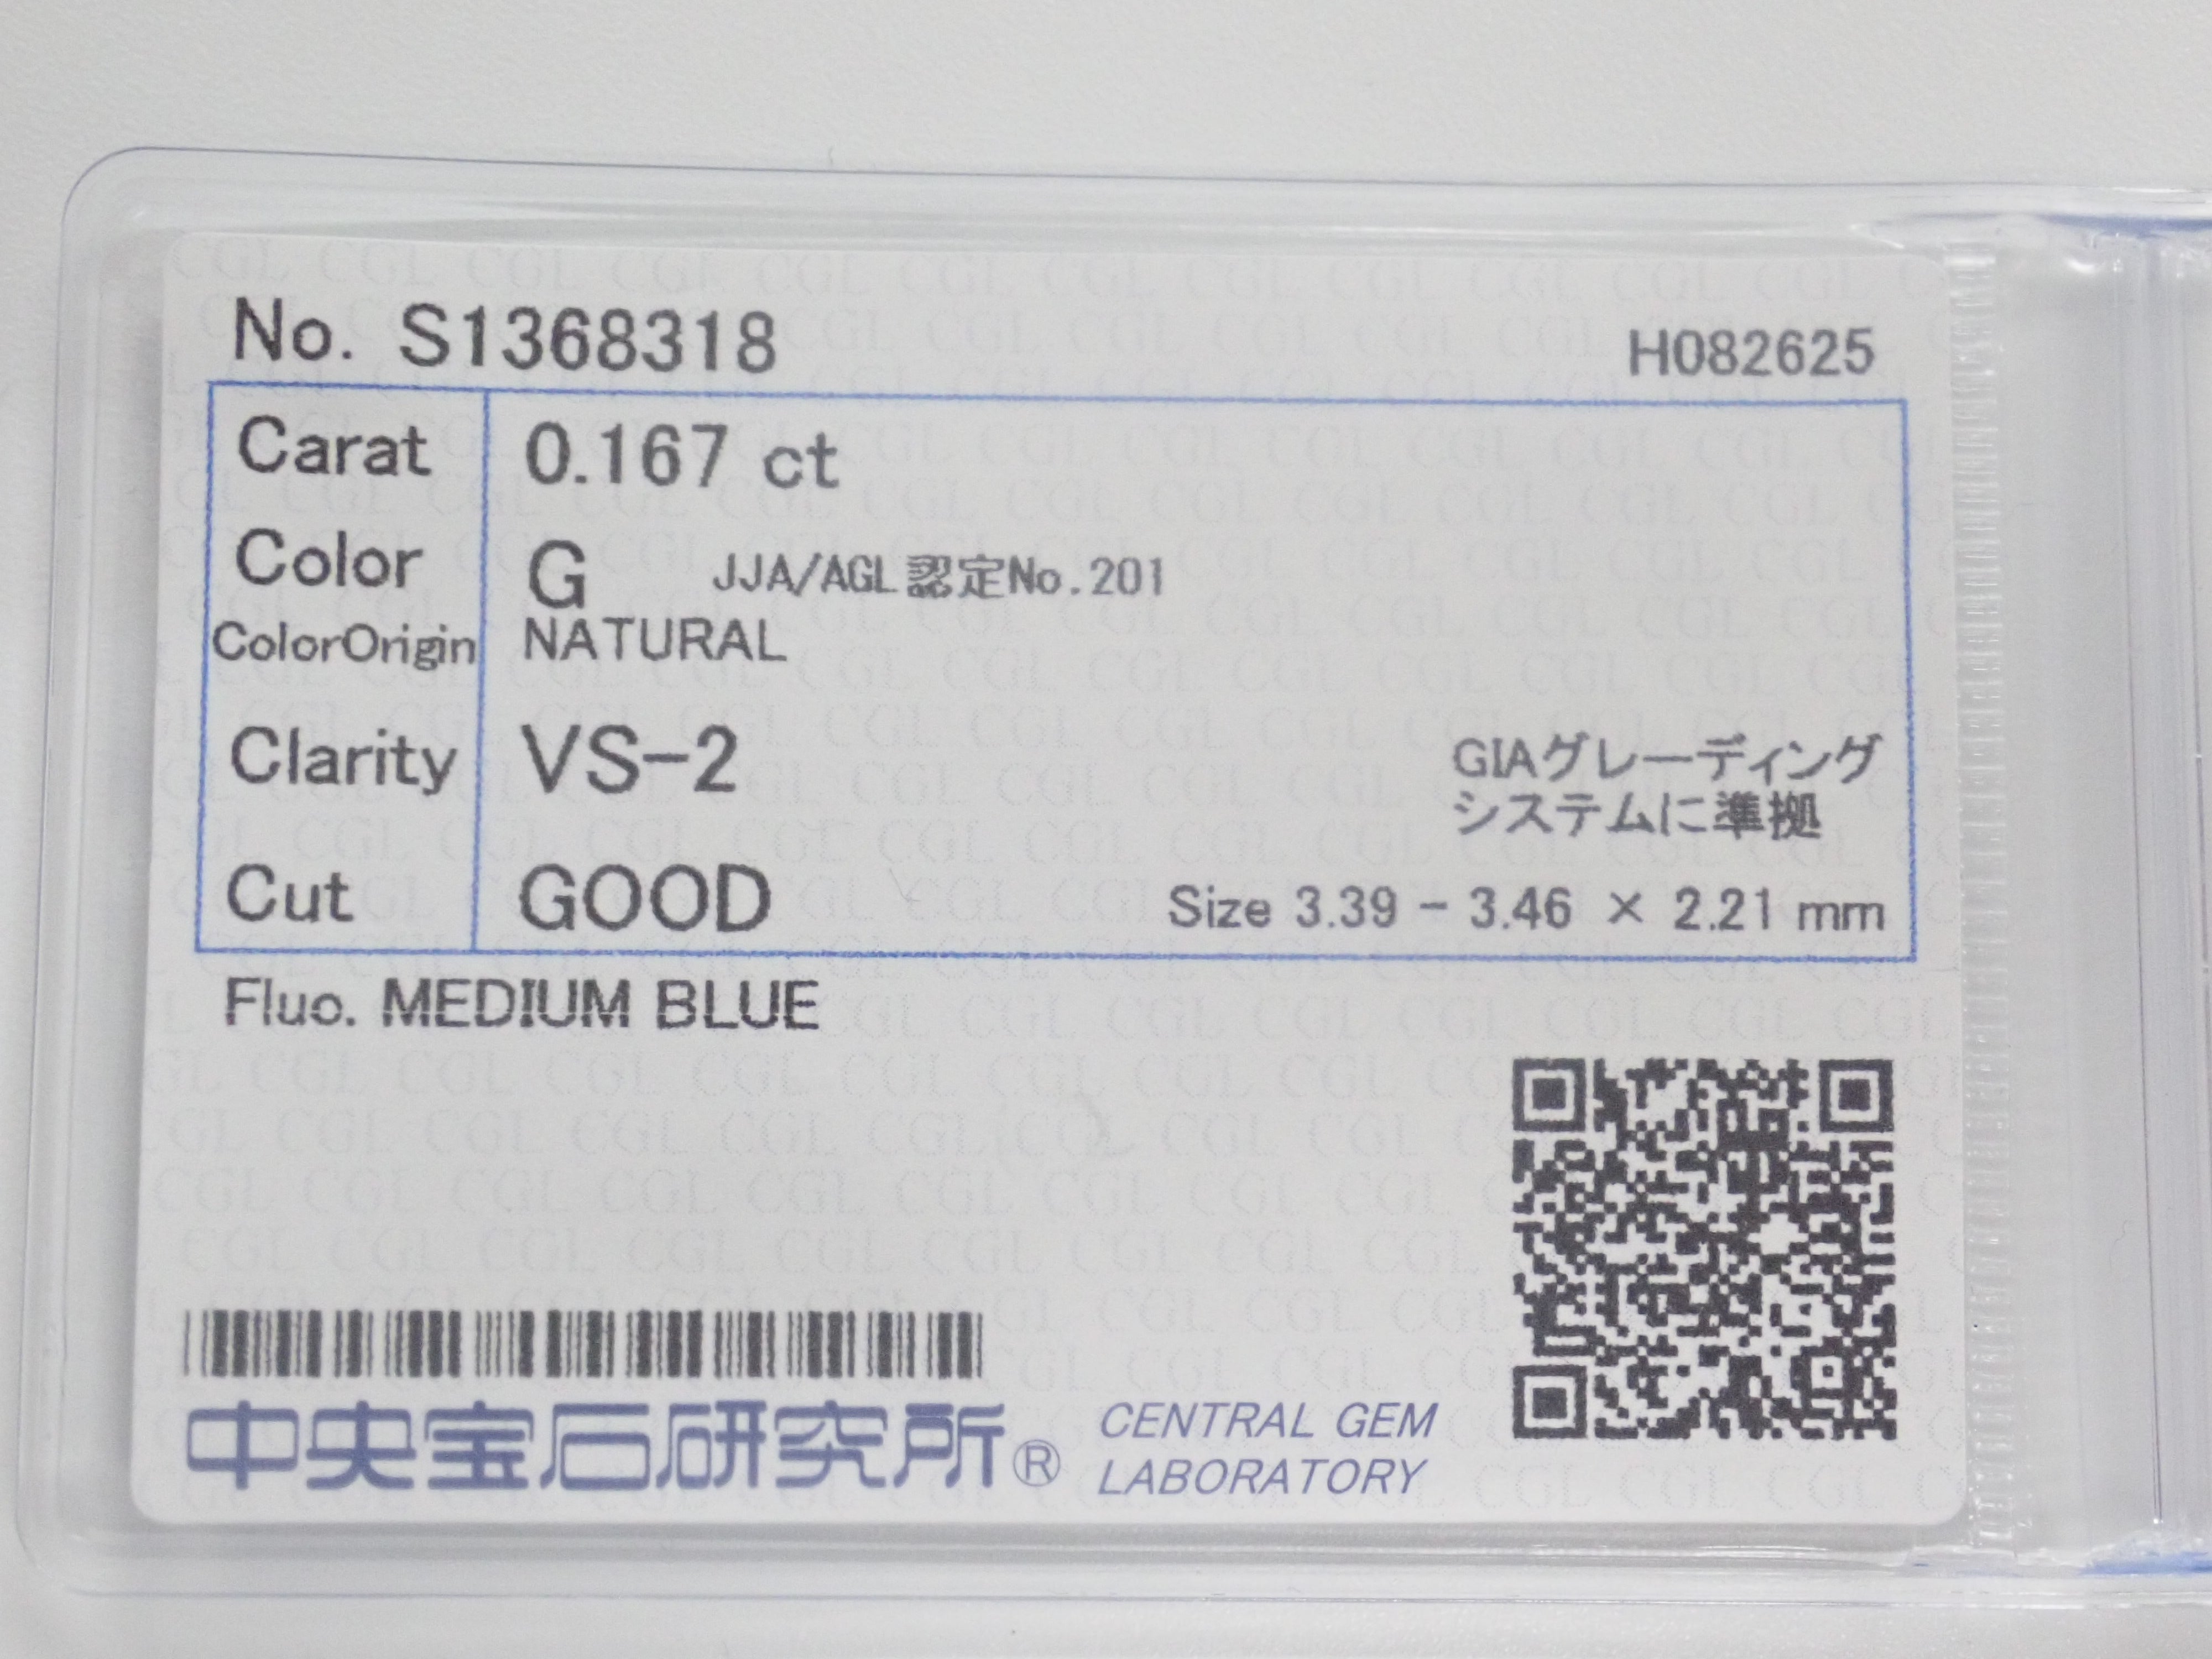 No. S1368318
H082625
Carat 0.167 ct
Color G JJA/AGL認定No.201
ColorOrigin NATURAL
Clarity VS-2
GIAグレーディング
システムに準拠
Cut GOOD
Size 3.39 - 3.46 × 2.21 mm
Fluo. MEDIUM BLUE
中央宝石研究所®
CENTRAL GEM
LABORATORY